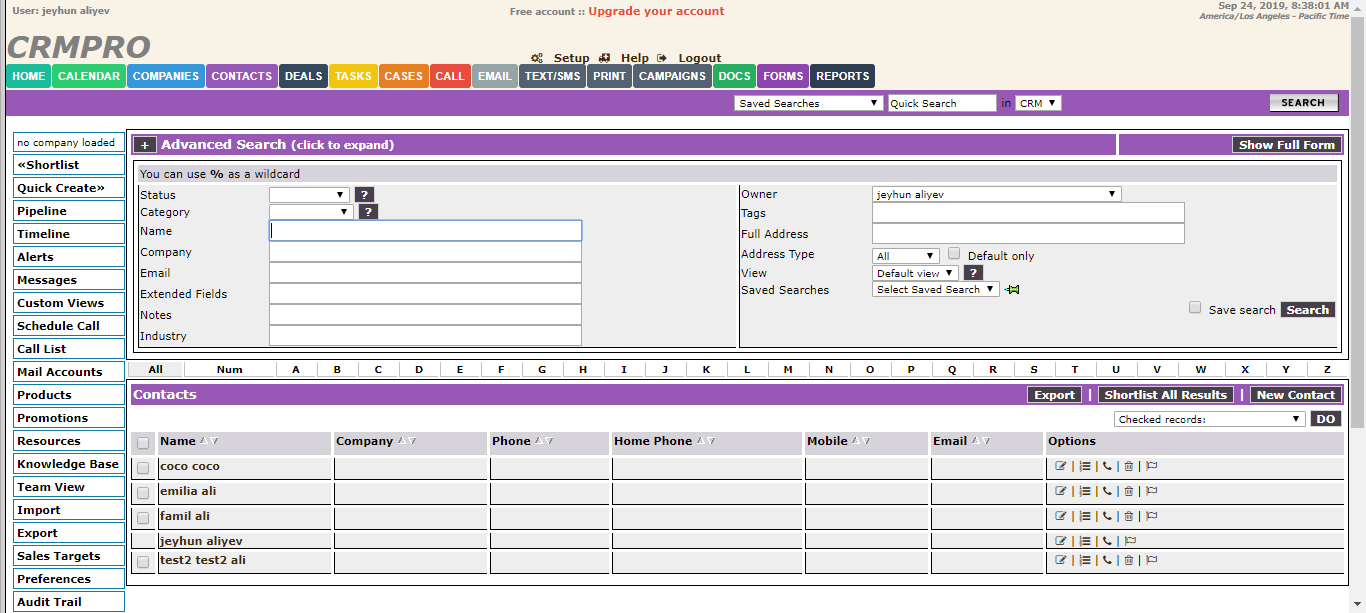 User: jeyhun aliyev
Free account :: Upgrade your account
Sep 24, 2019, 8:38:01 AM
America/Los Angeles - Pacific Time
CRMPRO
Setup Help Logout
HOME CALENDAR COMPANIES CONTACTS DEALS TASKS CASES CALL EMAIL TEXT/SMS PRINT CAMPAIGNS DOCS FORMS REPORTS
Saved Searches Quick Search in CRM SEARCH
no company loaded
«Shortlist
Quick Create»
Pipeline
Timeline
Alerts
Messages
Custom Views
Schedule Call
Call List
Mail Accounts
Products
Promotions
Resources
Knowledge Base
Team View
Import
Export
Sales Targets
Preferences
Audit Trail
+ Advanced Search (click to expand) Show Full Form
You can use % as a wildcard
Status ?
Category ?
Name
Company
Email
Extended Fields
Notes
Industry
Owner jeyhun aliyev
Tags
Full Address
Address Type All Default only
View Default view ?
Saved Searches Select Saved Search
Save search Search
All Num A B C D E F G H I J K L M N O P Q R S T U V W X Y Z
Contacts Export | Shortlist All Results | New Contact
Checked records: DO
Name Company Phone Home Phone Mobile Email Options
coco coco | | | |
emilia ali | | | |
famil ali | | | |
jeyhun aliyev | | |
test2 test2 ali | | | |